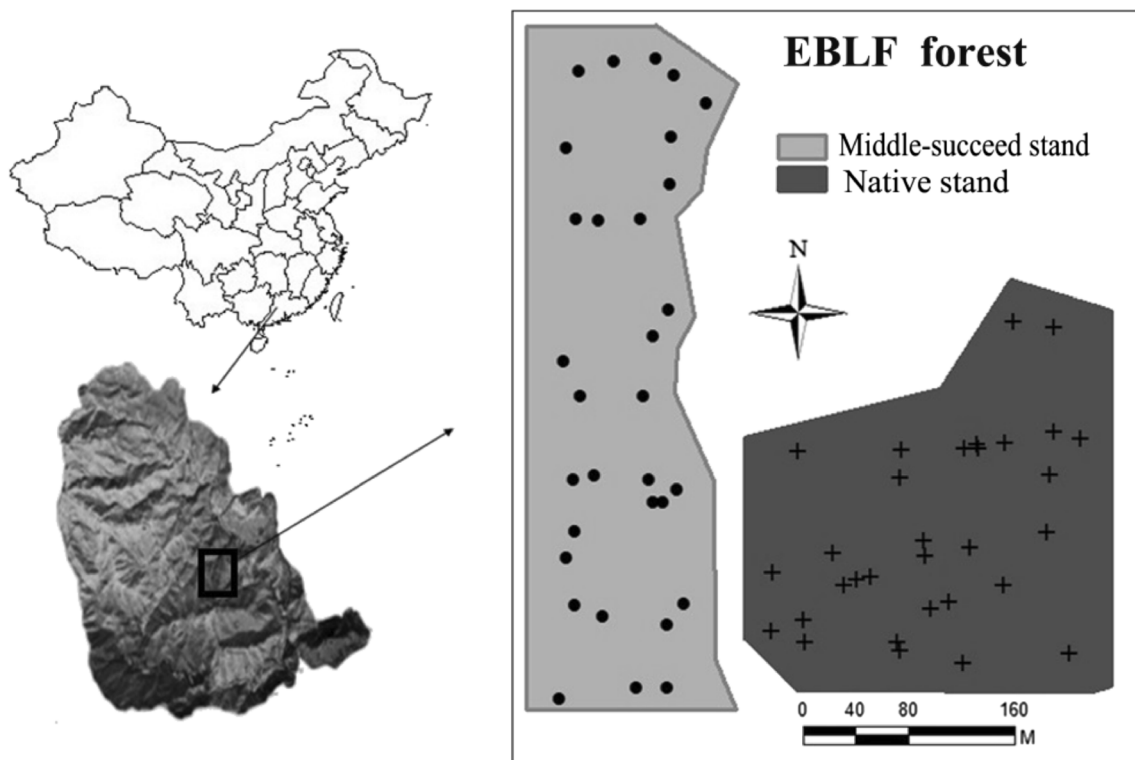 EBLF forest
Middle-succeed stand
Native stand
N
0 40 80 160
M